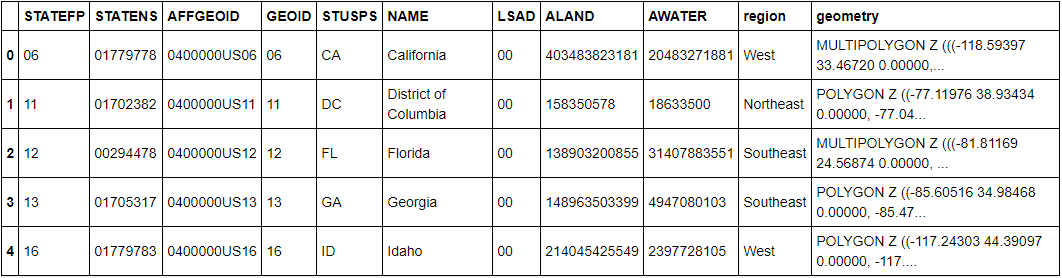 STATEFP STATENS AFFGEOID GEOID STUSPS NAME LSAD ALAND AWATER region geometry
0 06 01779778 0400000US06 06 CA California 00 403483823181 20483271881 West MULTIPOLYGON Z (((-118.59397 33.46720 0.00000,...
1 11 01702382 0400000US11 11 DC District of Columbia 00 158350578 18633500 Northeast POLYGON Z ((-77.11976 38.93434 0.00000, -77.04...
2 12 00294478 0400000US12 12 FL Florida 00 138903200855 31407883551 Southeast MULTIPOLYGON Z (((-81.81169 24.56874 0.00000, ...
3 13 01705317 0400000US13 13 GA Georgia 00 148963503399 4947080103 Southeast POLYGON Z ((-85.60516 34.98468 0.00000, -85.47...
4 16 01779783 0400000US16 16 ID Idaho 00 214045425549 2397728105 West POLYGON Z ((-117.24303 44.39097 0.00000, -117....